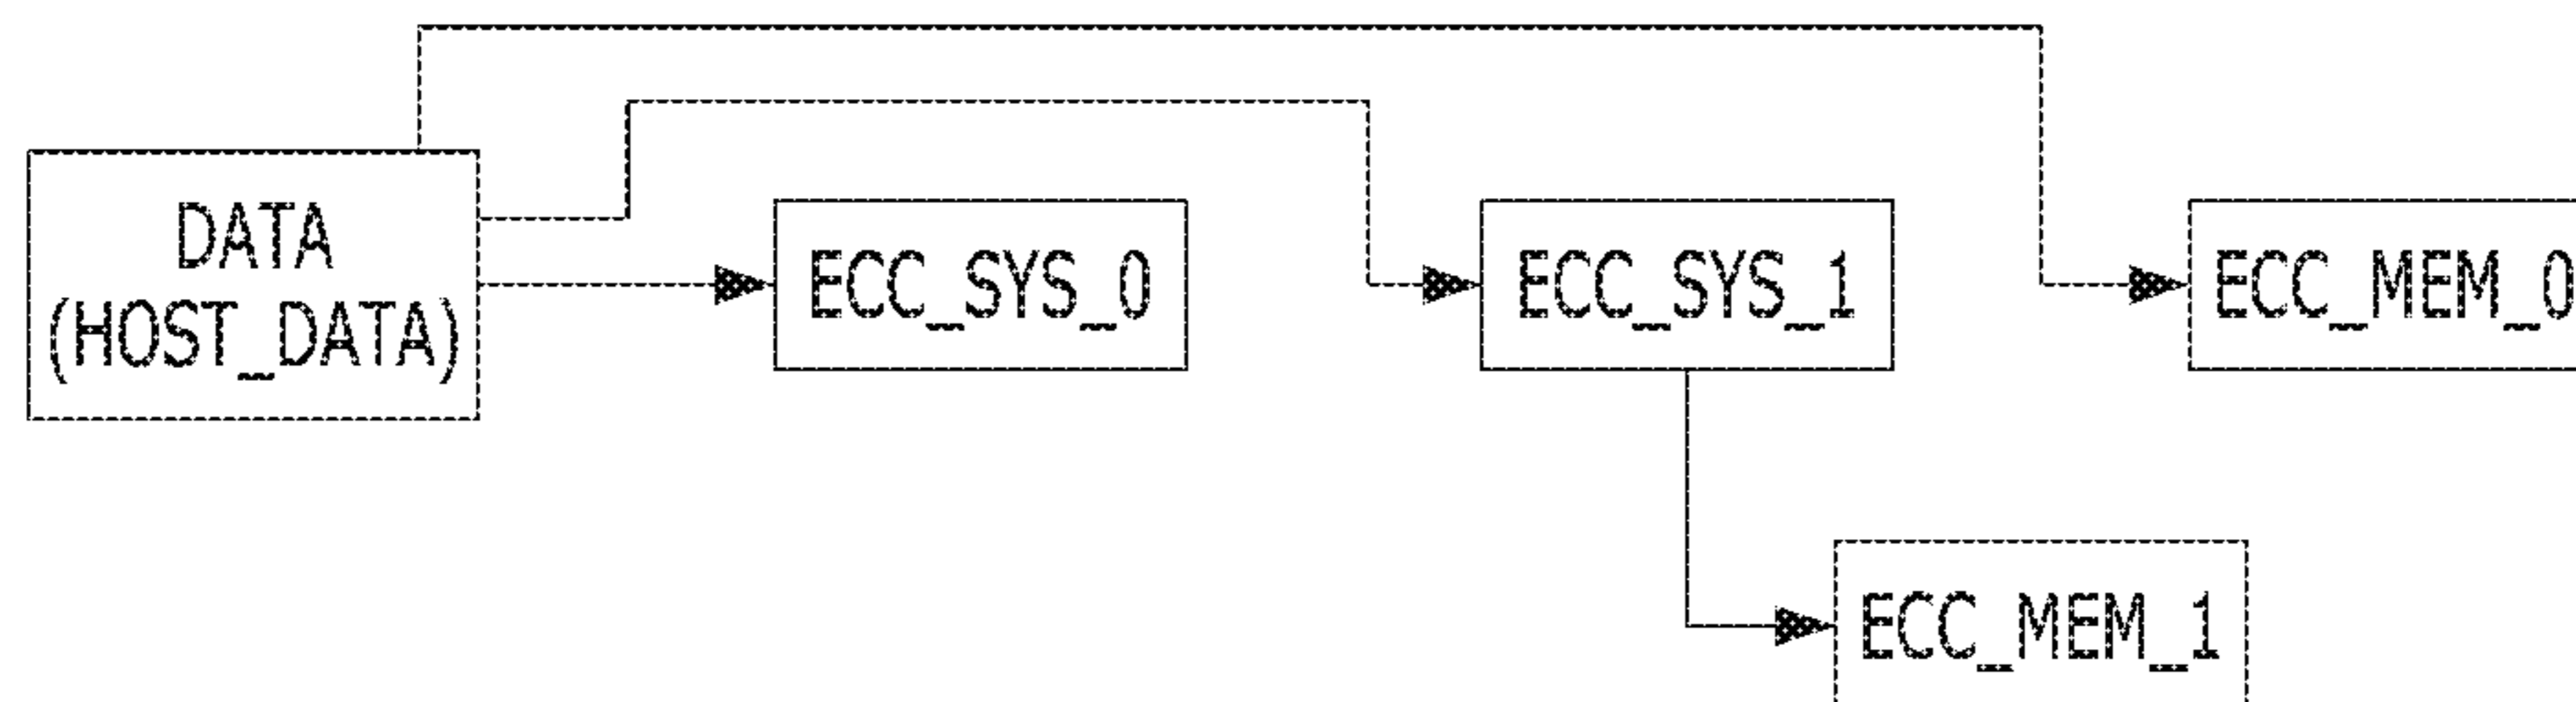 DATA
(HOST_DATA)
ECC_SYS_0
ECC_SYS_1
ECC_MEM_0
ECC_MEM_1